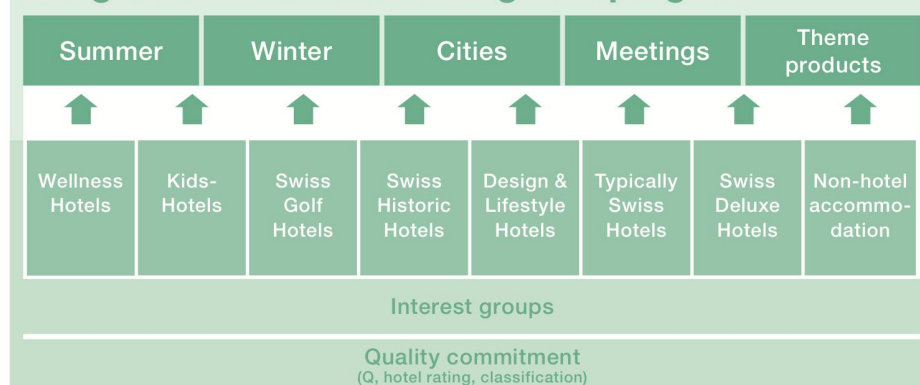 Summer
Winter
Cities
Meetings
Theme
products
Wellness
Hotels
Kids-
Hotels
Swiss
Golf
Hotels
Swiss
Historic
Hotels
Design &
Lifestyle
Hotels
Typically
Swiss
Hotels
Swiss
Deluxe
Hotels
Non-hotel
accommo-
dation
Interest groups
Quality commitment
(Q, hotel rating, classification)